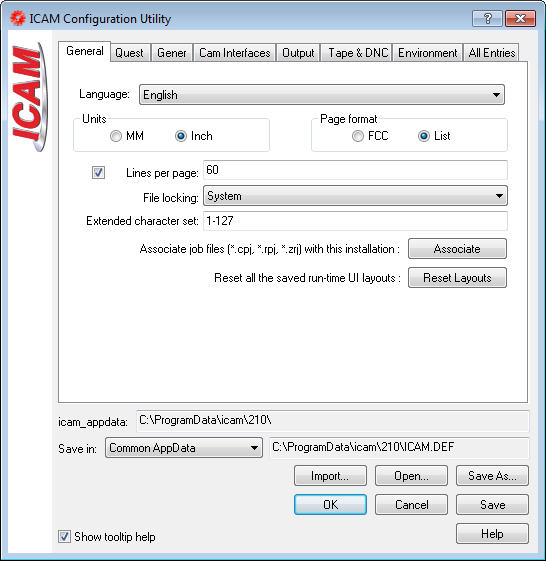 ICAM Configuration Utility
?
ICAM
General Quest Gener Cam Interfaces Output Tape & DNC Environment All Entries
Language: English
Units Page format
MM Inch FCC List
Lines per page: 60
File locking: System
Extended character set: 1-127
Associate job files (*.cpj, *.rpj, *.zrj) with this installation : Associate
Reset all the saved run-time UI layouts : Reset Layouts
icam_appdata: C:\ProgramData\icam\210\
Save in: Common AppData C:\ProgramData\icam\210\ICAM.DEF
Import... Open... Save As...
OK Cancel Save
Show tooltip help Help